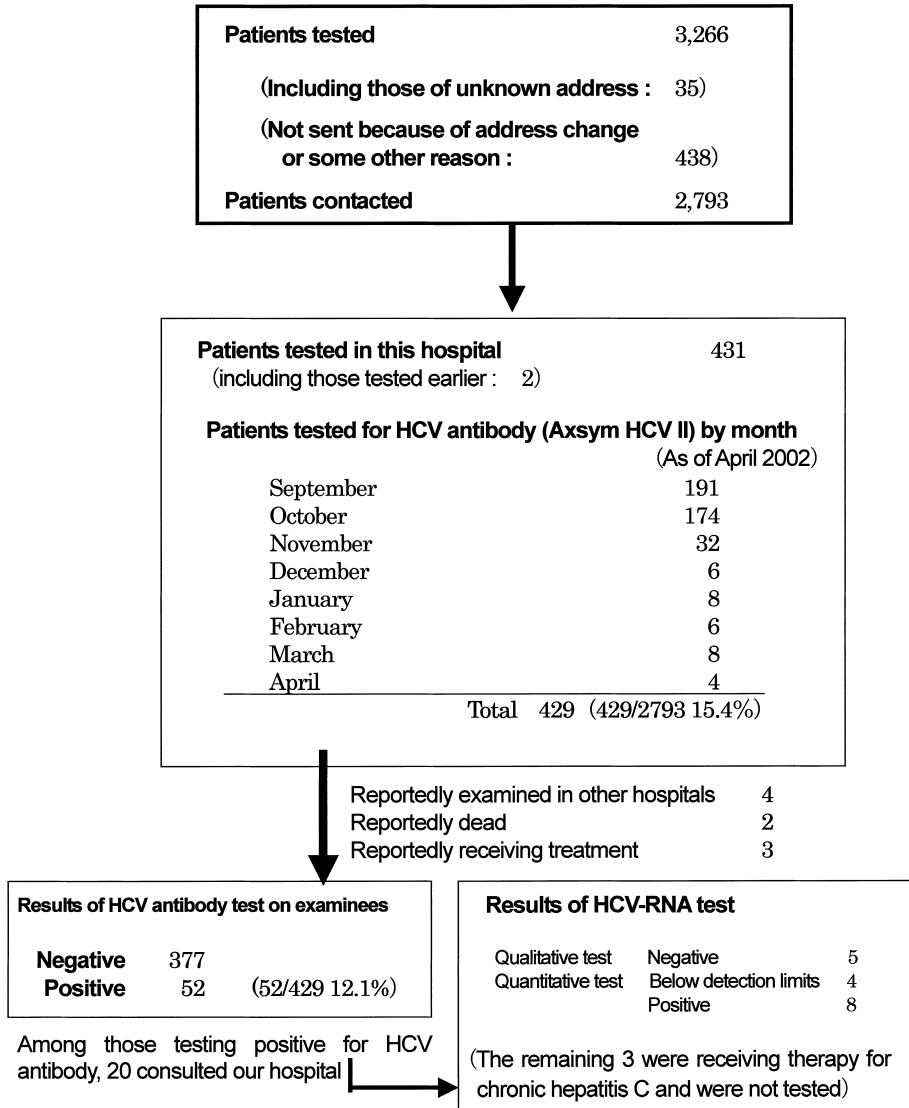 Patients tested 3,266
(Including those of unknown address : 35)
(Not sent because of address change
or some other reason : 438)
Patients contacted 2,793
Patients tested in this hospital 431
(including those tested earlier : 2)
Patients tested for HCV antibody (Axsym HCV II) by month
(As of April 2002)
September 191
October 174
November 32
December 6
January 8
February 6
March 8
April 4
Total 429 (429/2793 15.4%)
Reportedly examined in other hospitals 4
Reportedly dead 2
Reportedly receiving treatment 3
Results of HCV antibody test on examinees
Negative 377
Positive 52 (52/429 12.1%)
Among those testing positive for HCV
antibody, 20 consulted our hospital
Results of HCV-RNA test
Qualitative test Negative 5
Quantitative test Below detection limits 4
Positive 8
(The remaining 3 were receiving therapy for
chronic hepatitis C and were not tested)